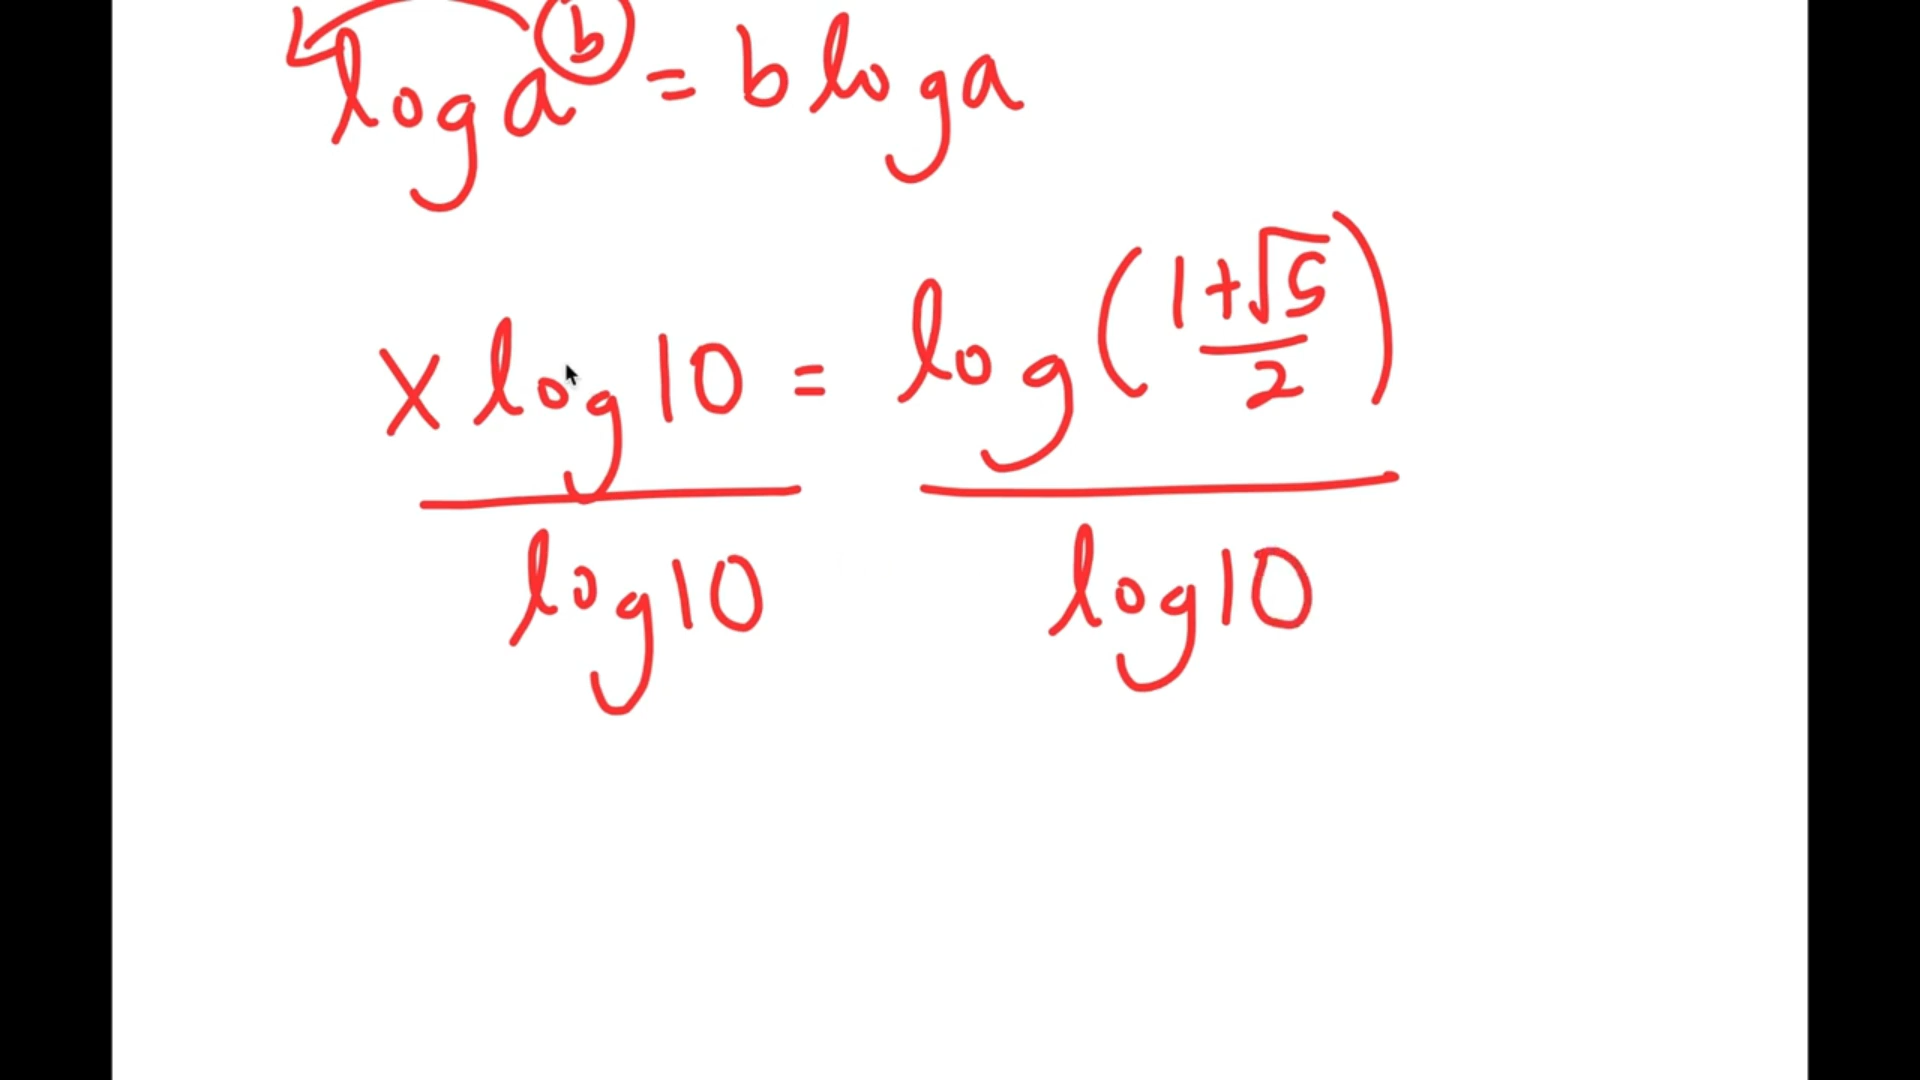 log a^b = b log a
x log 10 = log((1+√5)/2)
log 10 log 10